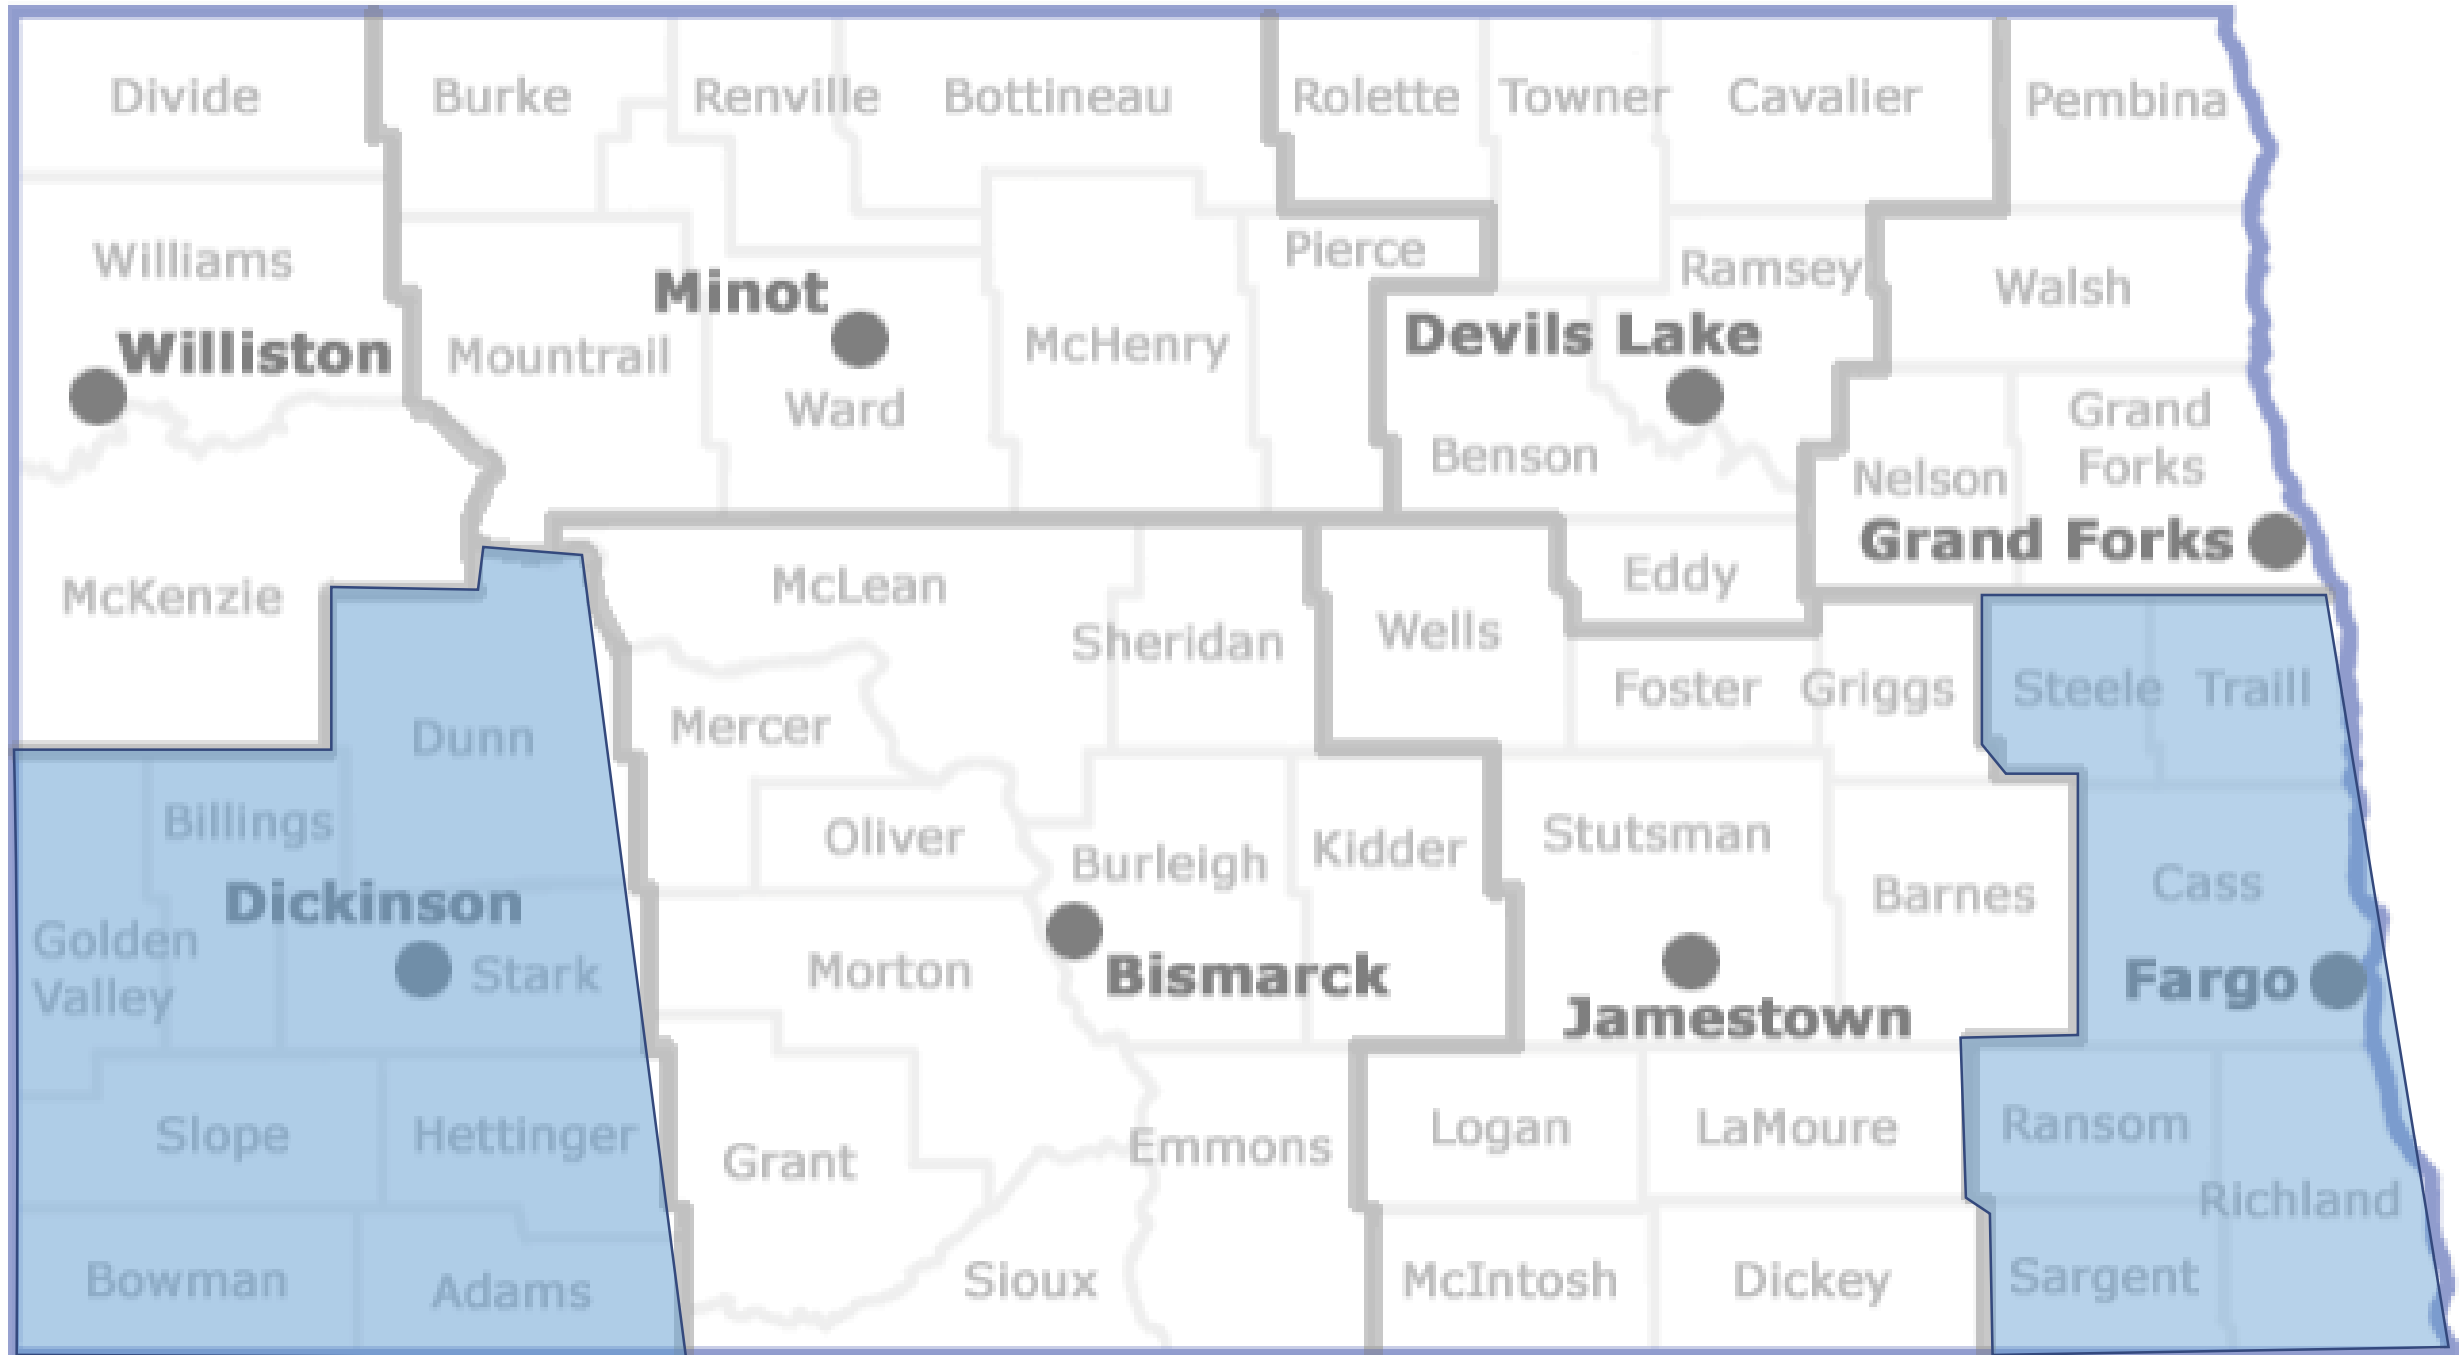 Divide
Burke
Renville
Bottineau
Rolette
Towner
Cavalier
Pembina
Williams
Pierce
Ramsey
Walsh
Minot
Williston
Mountrail
McHenry
Devils Lake
Ward
Benson
Nelson
Grand
Forks
Grand Forks
McKenzie
McLean
Sheridan
Wells
Eddy
Foster
Griggs
Steele
Traill
Dunn
Mercer
Billings
Oliver
Burleigh
Kidder
Stutsman
Barnes
Cass
Dickinson
Golden
Valley
Stark
Morton
Bismarck
Jamestown
Fargo
Slope
Hettinger
Grant
Emmons
Logan
LaMoure
Ransom
Richland
Bowman
Adams
Sioux
McIntosh
Dickey
Sargent